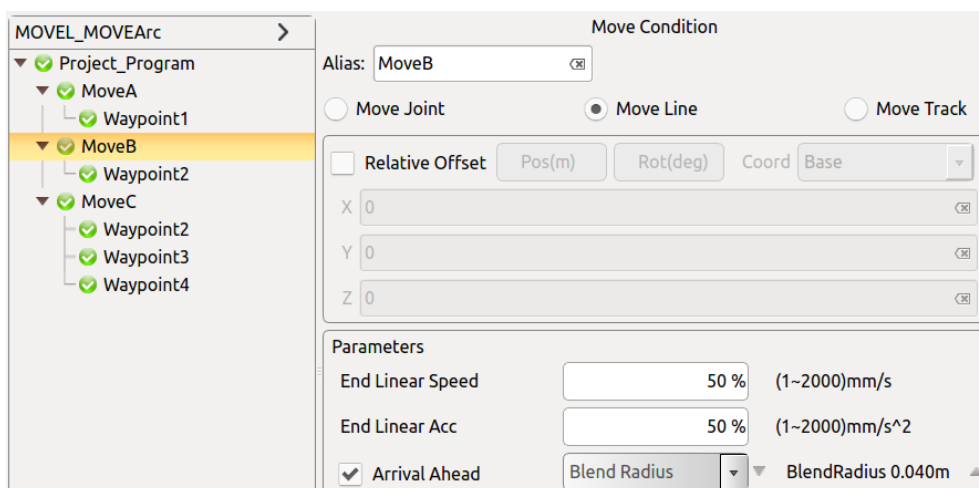 MOVEL_MOVEArc
Project_Program
MoveA
Waypoint1
MoveB
Waypoint2
MoveC
Waypoint2
Waypoint3
Waypoint4
Move Condition
Alias: MoveB
Move Joint Move Line Move Track
Relative Offset Pos(m) Rot(deg) Coord Base
X 0
Y 0
Z 0
Parameters
End Linear Speed 50 % (1~2000)mm/s
End Linear Acc 50 % (1~2000)mm/s^2
Arrival Ahead Blend Radius BlendRadius 0.040m